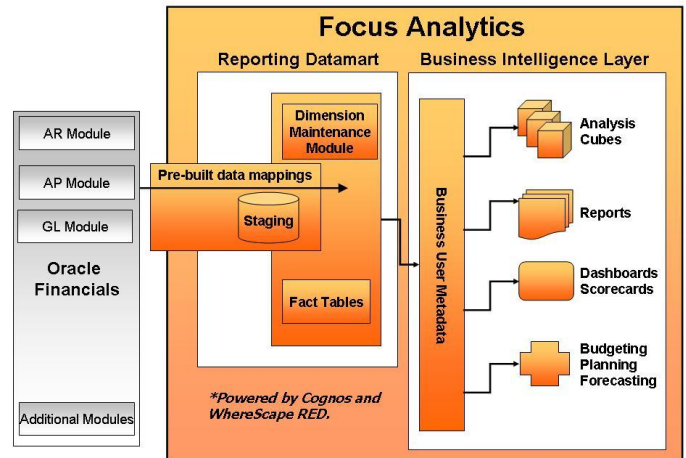 Focus Analytics
Reporting Datamart
Business Intelligence Layer
AR Module
AP Module
GL Module
Oracle
Financials
Additional Modules
Dimension
Maintenance
Module
Pre-built data mappings
Staging
Fact Tables
*Powered by Cognos and
WhereScape RED.
Business User Metadata
Analysis
Cubes
Reports
Dashboards
Scorecards
Budgeting
Planning
Forecasting